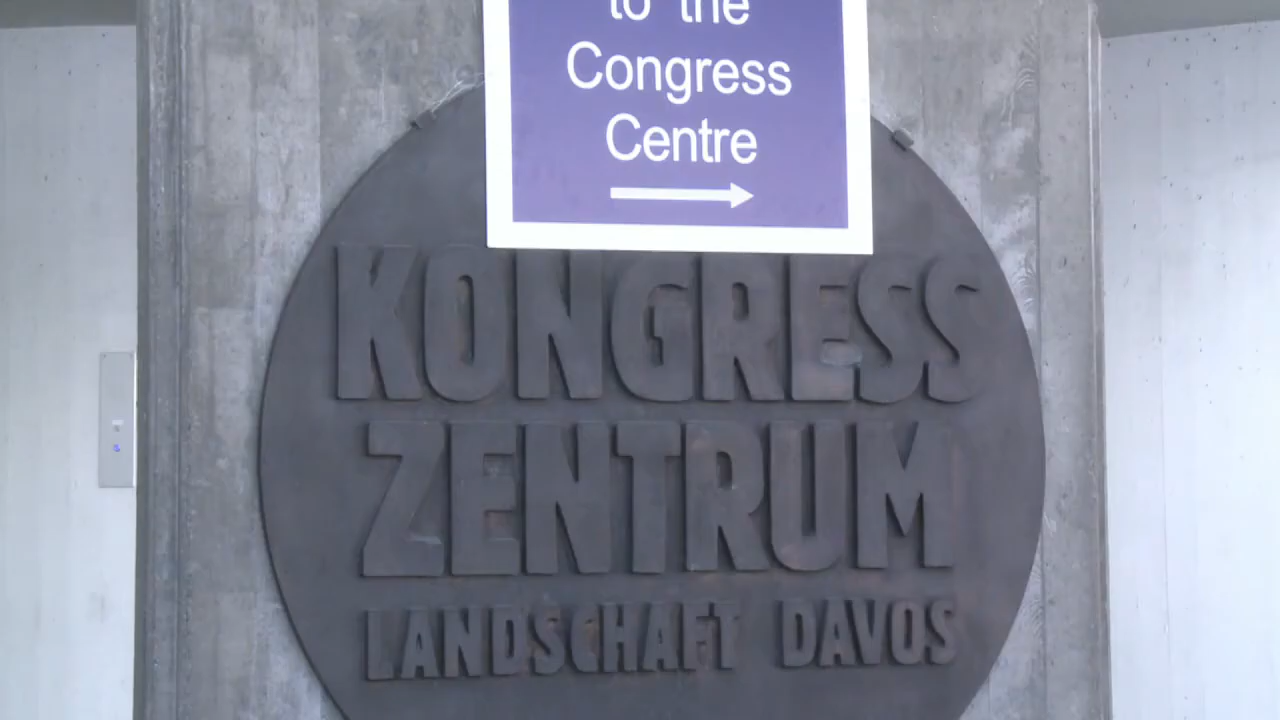 to the
Congress
Centre
KONGRESS
ZENTRUM
LANDSCHAFT DAVOS